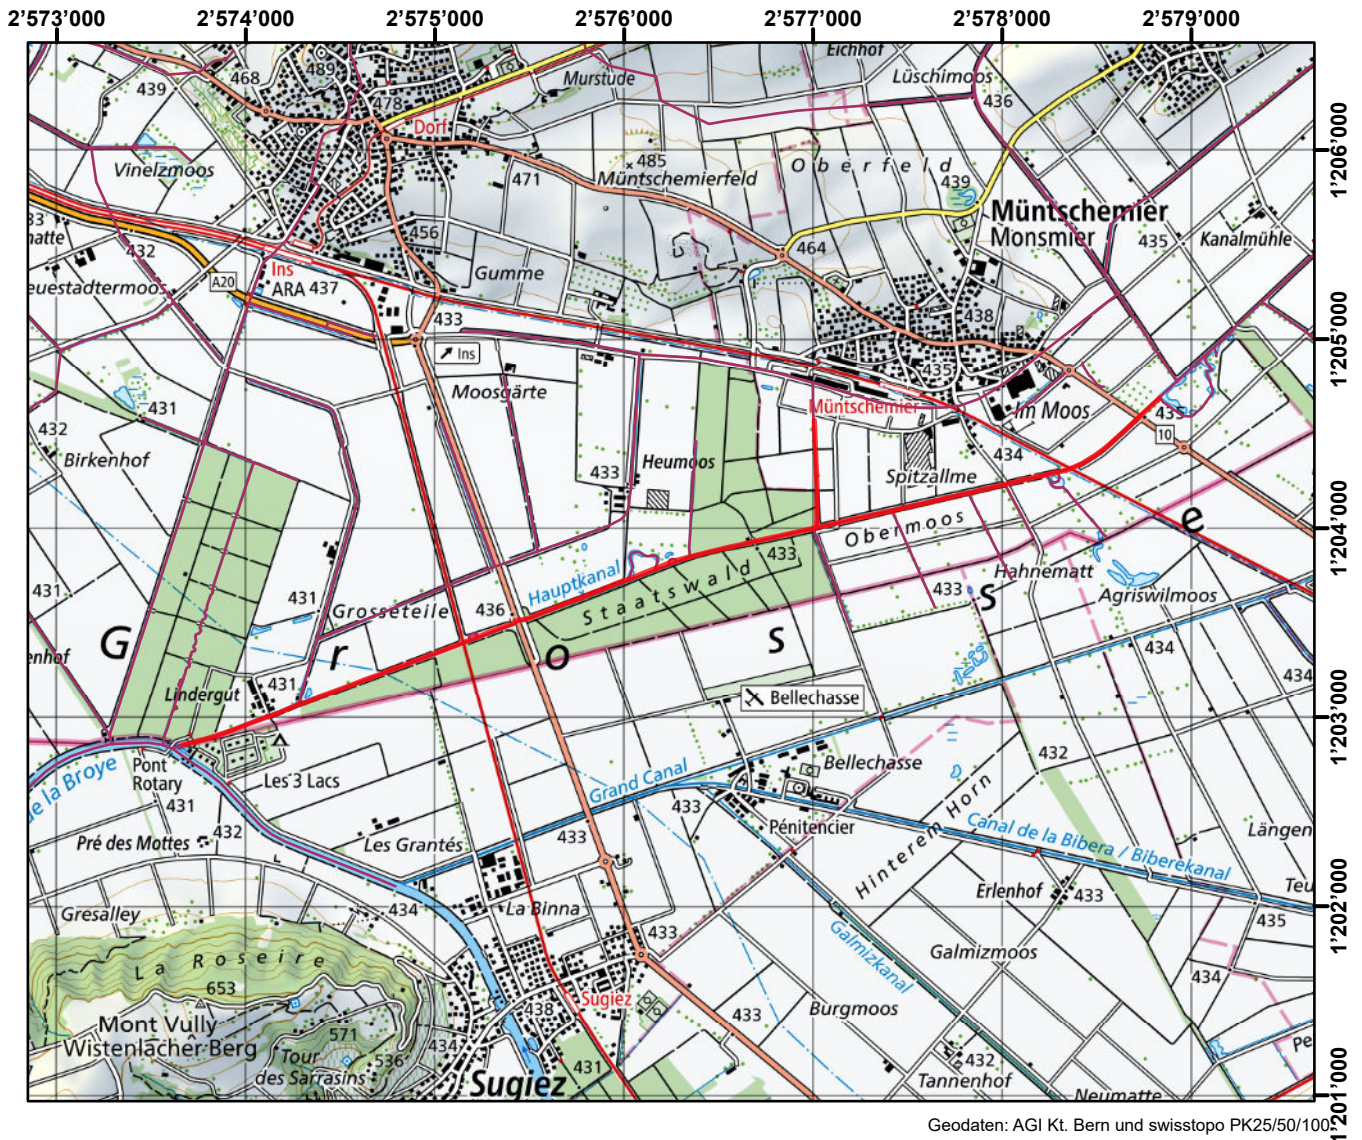 2'573'000 2'574'000 2'575'000 2'576'000 2'577'000 2'578'000 2'579'000
468 489 Murstude Eichhof Lüschimoos
439 478 436
Dorf
1'206'000
Vinelzmoos 471 485 Müntschemierfeld Oberfeld 439
Müntschemier
Monsmier
432 456 464 435 Kanalmühle
Ins
ARA 437
A20
Gumme
433 438
1'205'000
Ins
Moosgärte 435
431 Müntschemier Im Moos 435
432
Birkenhof 433 Heumoos 434 10
Spitzallme
1'204'000
Obermoos e
433
Hauptkanal Staatswald Hahnematt
431 431 Grosseteile 436 433 s Agriswilmoos
G r o s 434
434
Lindergut 431
Bellechasse
1'203'000
Pont
Rotary
de la Broye
Les 3 Lacs
431
432
Pré des Mottes
Les Grantés
Grand Canal
433 433
Bellechasse
432
Pénitencier
Hinterem Horn
Canal de la Bibera / Biberekanal
Längen
Erlenhof 433
Teu
1'202'000
Gresalley 434 La Binna 433 435
La Roseire
653
Galmizkanal
Galmizmoos
434
Mont Vully
Wistenlacher Berg
571
536
434
438
Sugiez
433
Burgmoos
Pe
Tour
des Sarrasins
Sugiez
431
432
Tannenhof
Neumatte
1'201'000
Geodaten: AGI Kt. Bern und swisstopo PK25/50/100